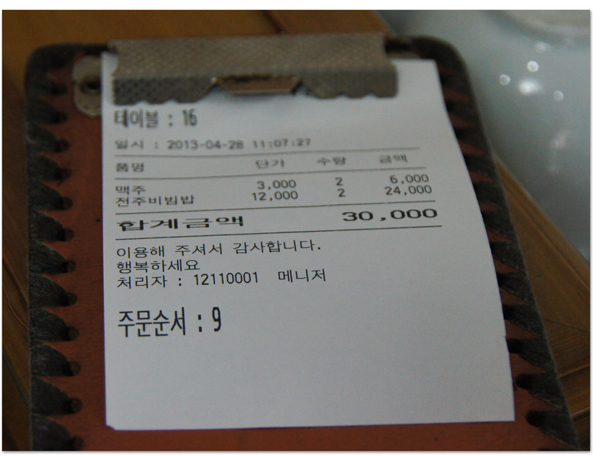 테이블 : 16
일시 : 2013-04-28 11:07:27
품명 단가 수량 금액
맥주 3,000 2 6,000
전주비빔밥 12,000 2 24,000
합계금액 30,000
이용해 주셔서 감사합니다.
행복하세요
처리자 : 12110001 메니저
주문순서 : 9